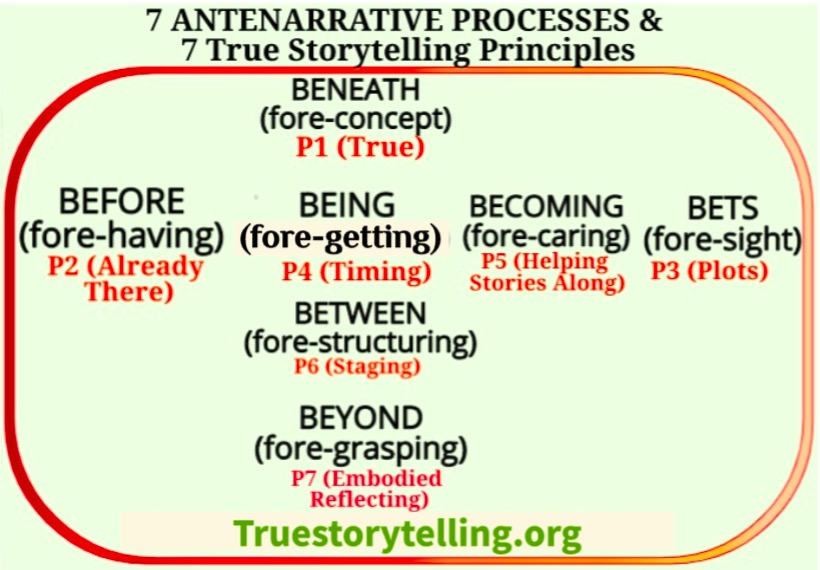 7 ANTENARRATIVE PROCESSES &
7 True Storytelling Principles
BENEATH
(fore-concept)
P1 (True)
BEFORE
(fore-having)
P2 (Already
There)
BEING
(fore-getting)
P4 (Timing)
BECOMING
(fore-caring)
P5 (Helping
Stories Along)
BETS
(fore-sight)
P3 (Plots)
BETWEEN
(fore-structuring)
P6 (Staging)
BEYOND
(fore-grasping)
P7 (Embodied
Reflecting)
Truestorytelling.org